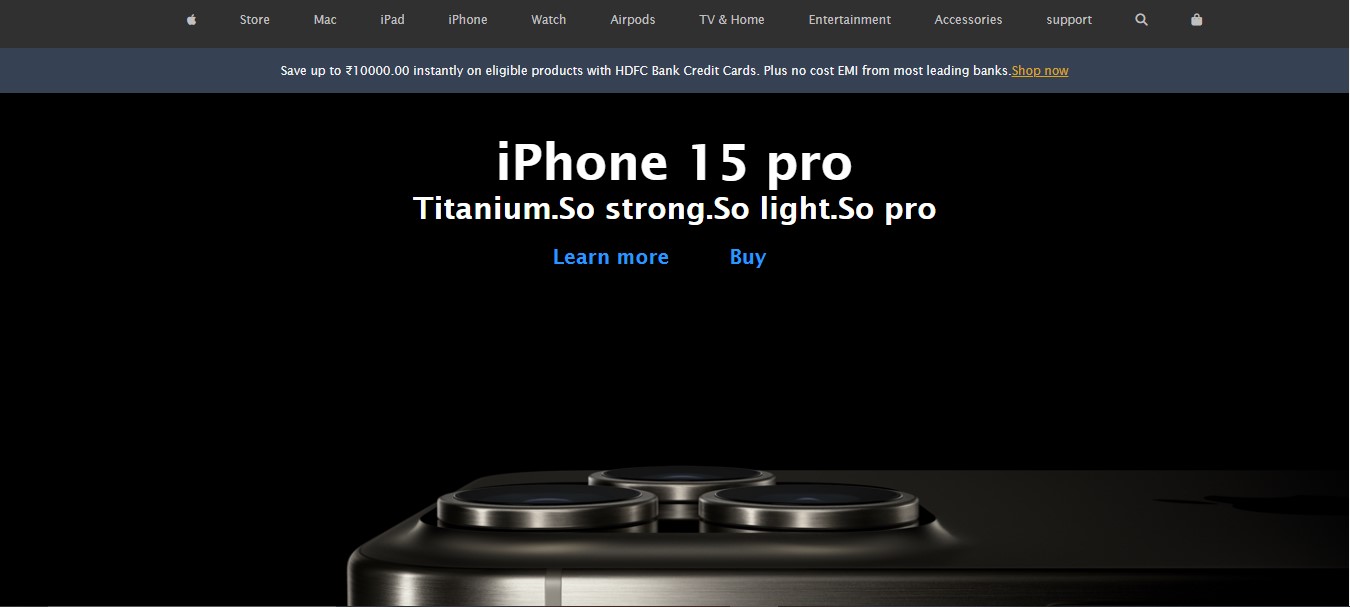 Store Mac iPad iPhone Watch Airpods TV & Home Entertainment Accessories support
Save up to ₹10000.00 instantly on eligible products with HDFC Bank Credit Cards. Plus no cost EMI from most leading banks.Shop now
iPhone 15 pro
Titanium.So strong.So light.So pro
Learn more Buy